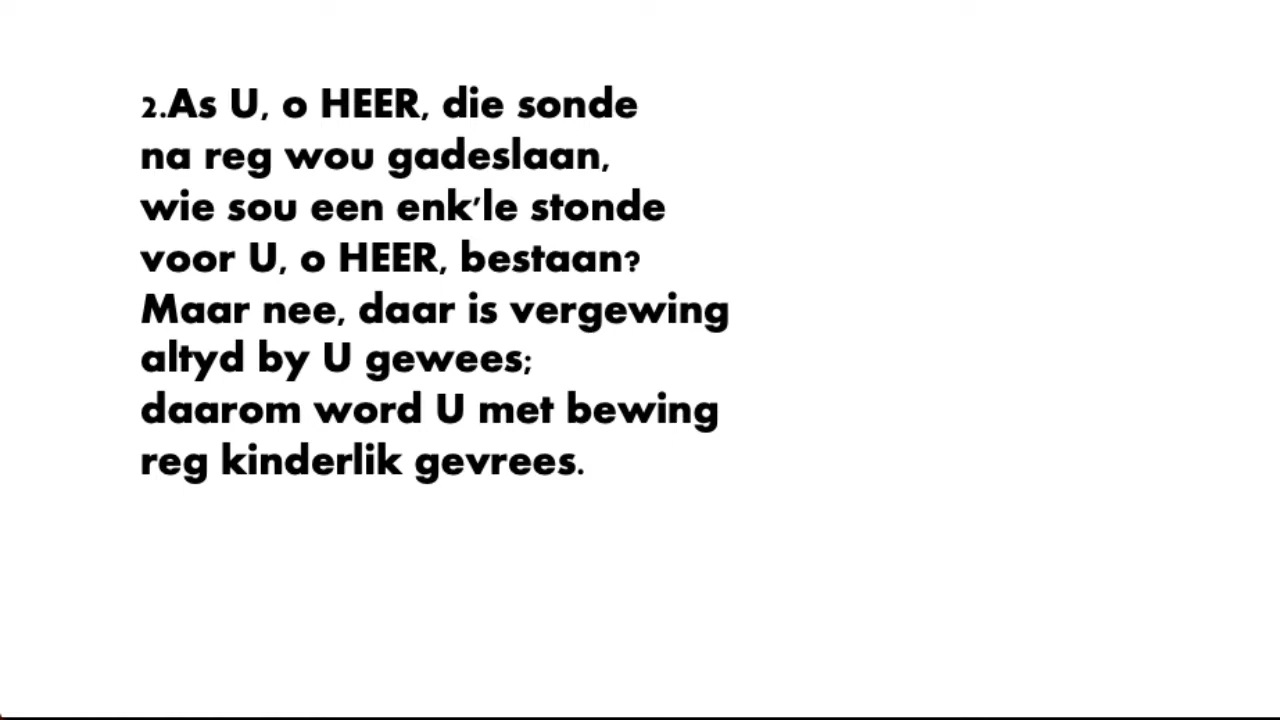 2.As U, o HEER, die sonde
na reg wou gadeslaan,
wie sou een enk'le stonde
voor U, o HEER, bestaan?
Maar nee, daar is vergewing
altyd by U gewees;
daarom word U met bewing
reg kinderlik gevrees.